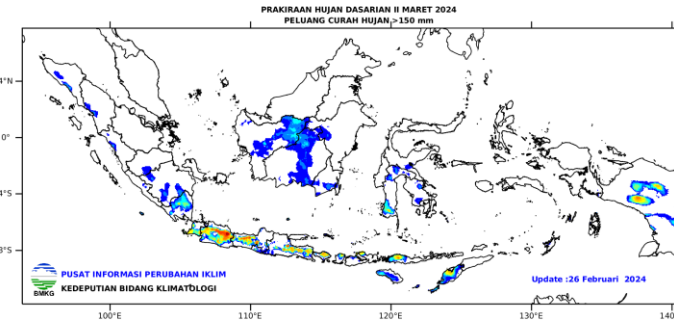 PRAKIRAAN HUJAN DASARIAN II MARET 2024
PELUANG CURAH HUJAN >150 mm
4°N
0°
4°S
8°S
PUSAT INFORMASI PERUBAHAN IKLIM
KEDEPUTIAN BIDANG KLIMATOLOGI
BMKG
Update :26 Februari 2024
100°E
110°E
120°E
130°E